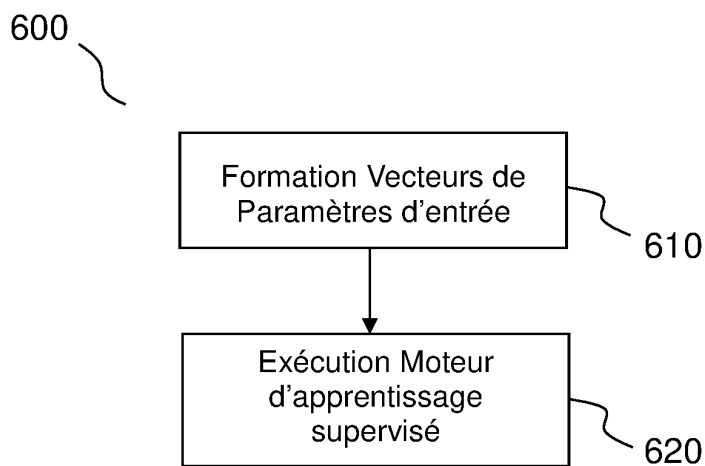 600
Formation Vecteurs de
Paramètres d'entrée
610
Exécution Moteur
d'apprentissage
supervisé
620